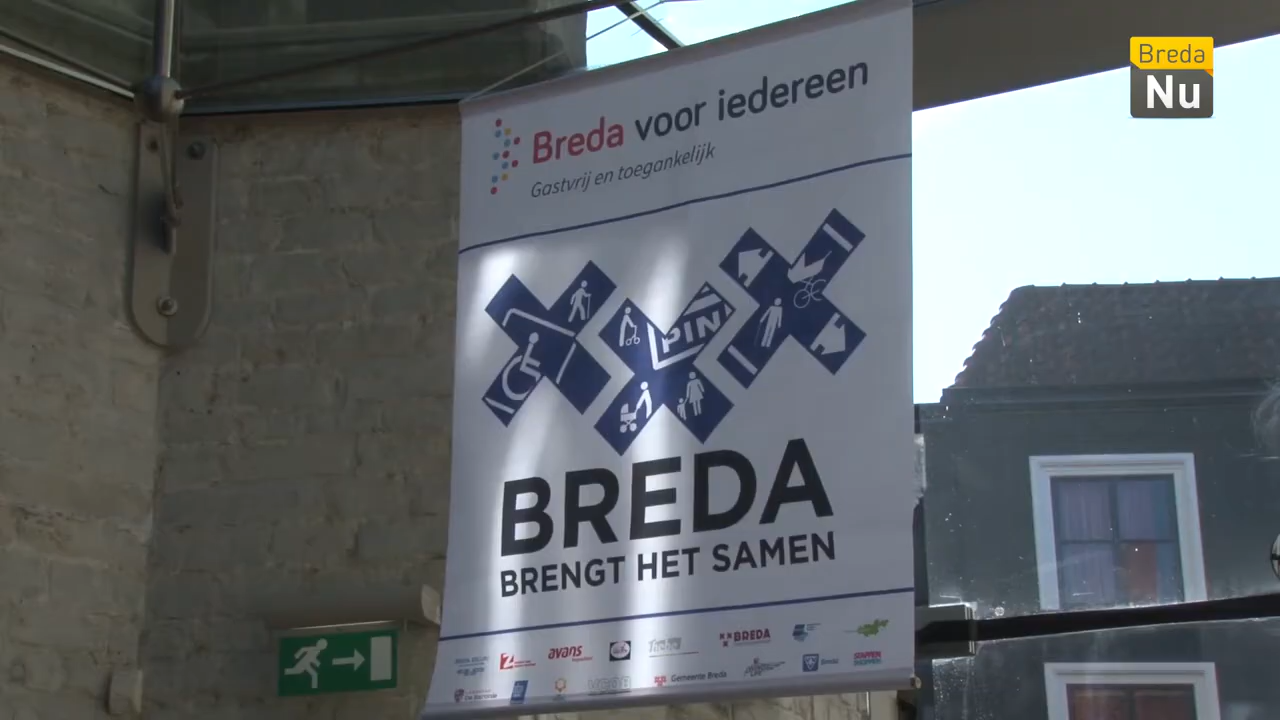 Breda
Nu
Breda voor iedereen
Gastvrij en toegankelijk
PIN
BREDA
BRENGT HET SAMEN
avans
BREDA
Gemeente Breda